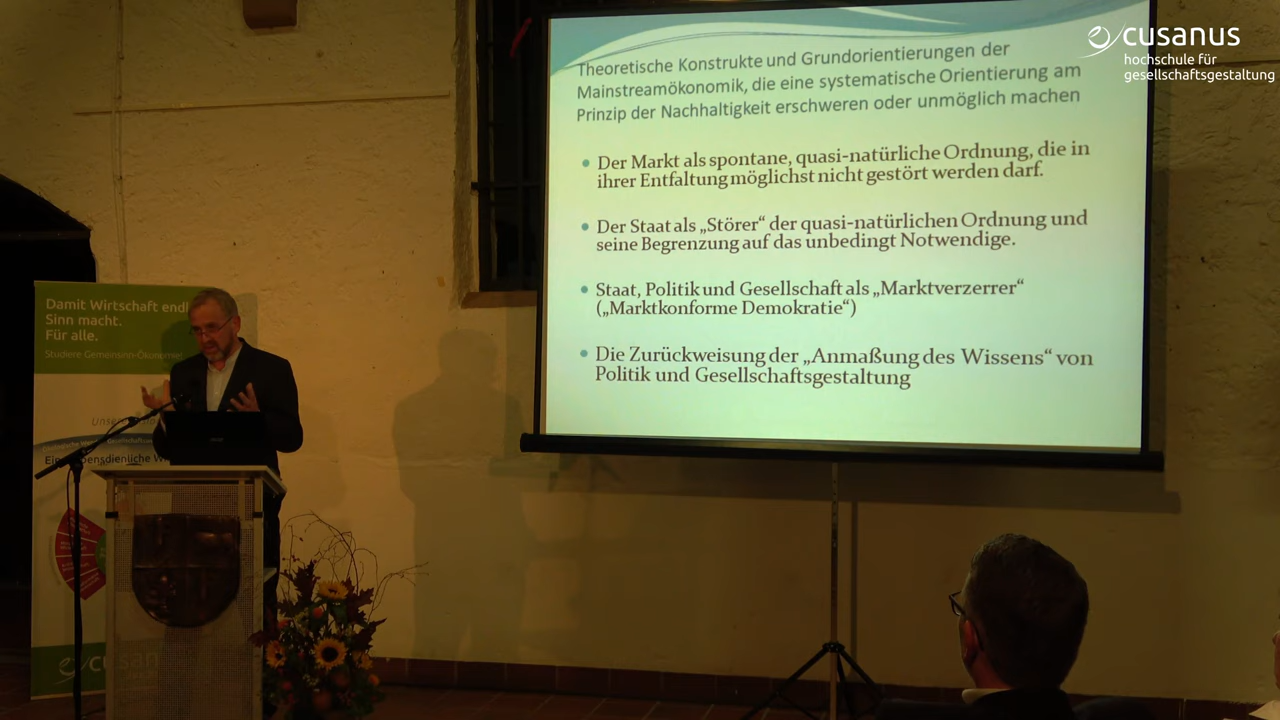 cusanus
hochschule für
gesellschaftsgestaltung
Theoretische Konstrukte und Grundorientierungen der
Mainstreamökonomik, die eine systematische Orientierung am
Prinzip der Nachhaltigkeit erschweren oder unmöglich machen
Der Markt als spontane, quasi-natürliche Ordnung, die in
ihrer Entfaltung möglichst nicht gestört werden darf.
Der Staat als „Störer“ der quasi-natürlichen Ordnung und
seine Begrenzung auf das unbedingt Notwendige.
Staat, Politik und Gesellschaft als „Marktverzerrer“
(„Marktkonforme Demokratie“)
Die Zurückweisung der „Anmaßung des Wissens“ von
Politik und Gesellschaftsgestaltung
Damit Wirtschaft endl
Sinn macht.
Für alle.
Studiere Gemeinsinn-Ökonomie!
cusan